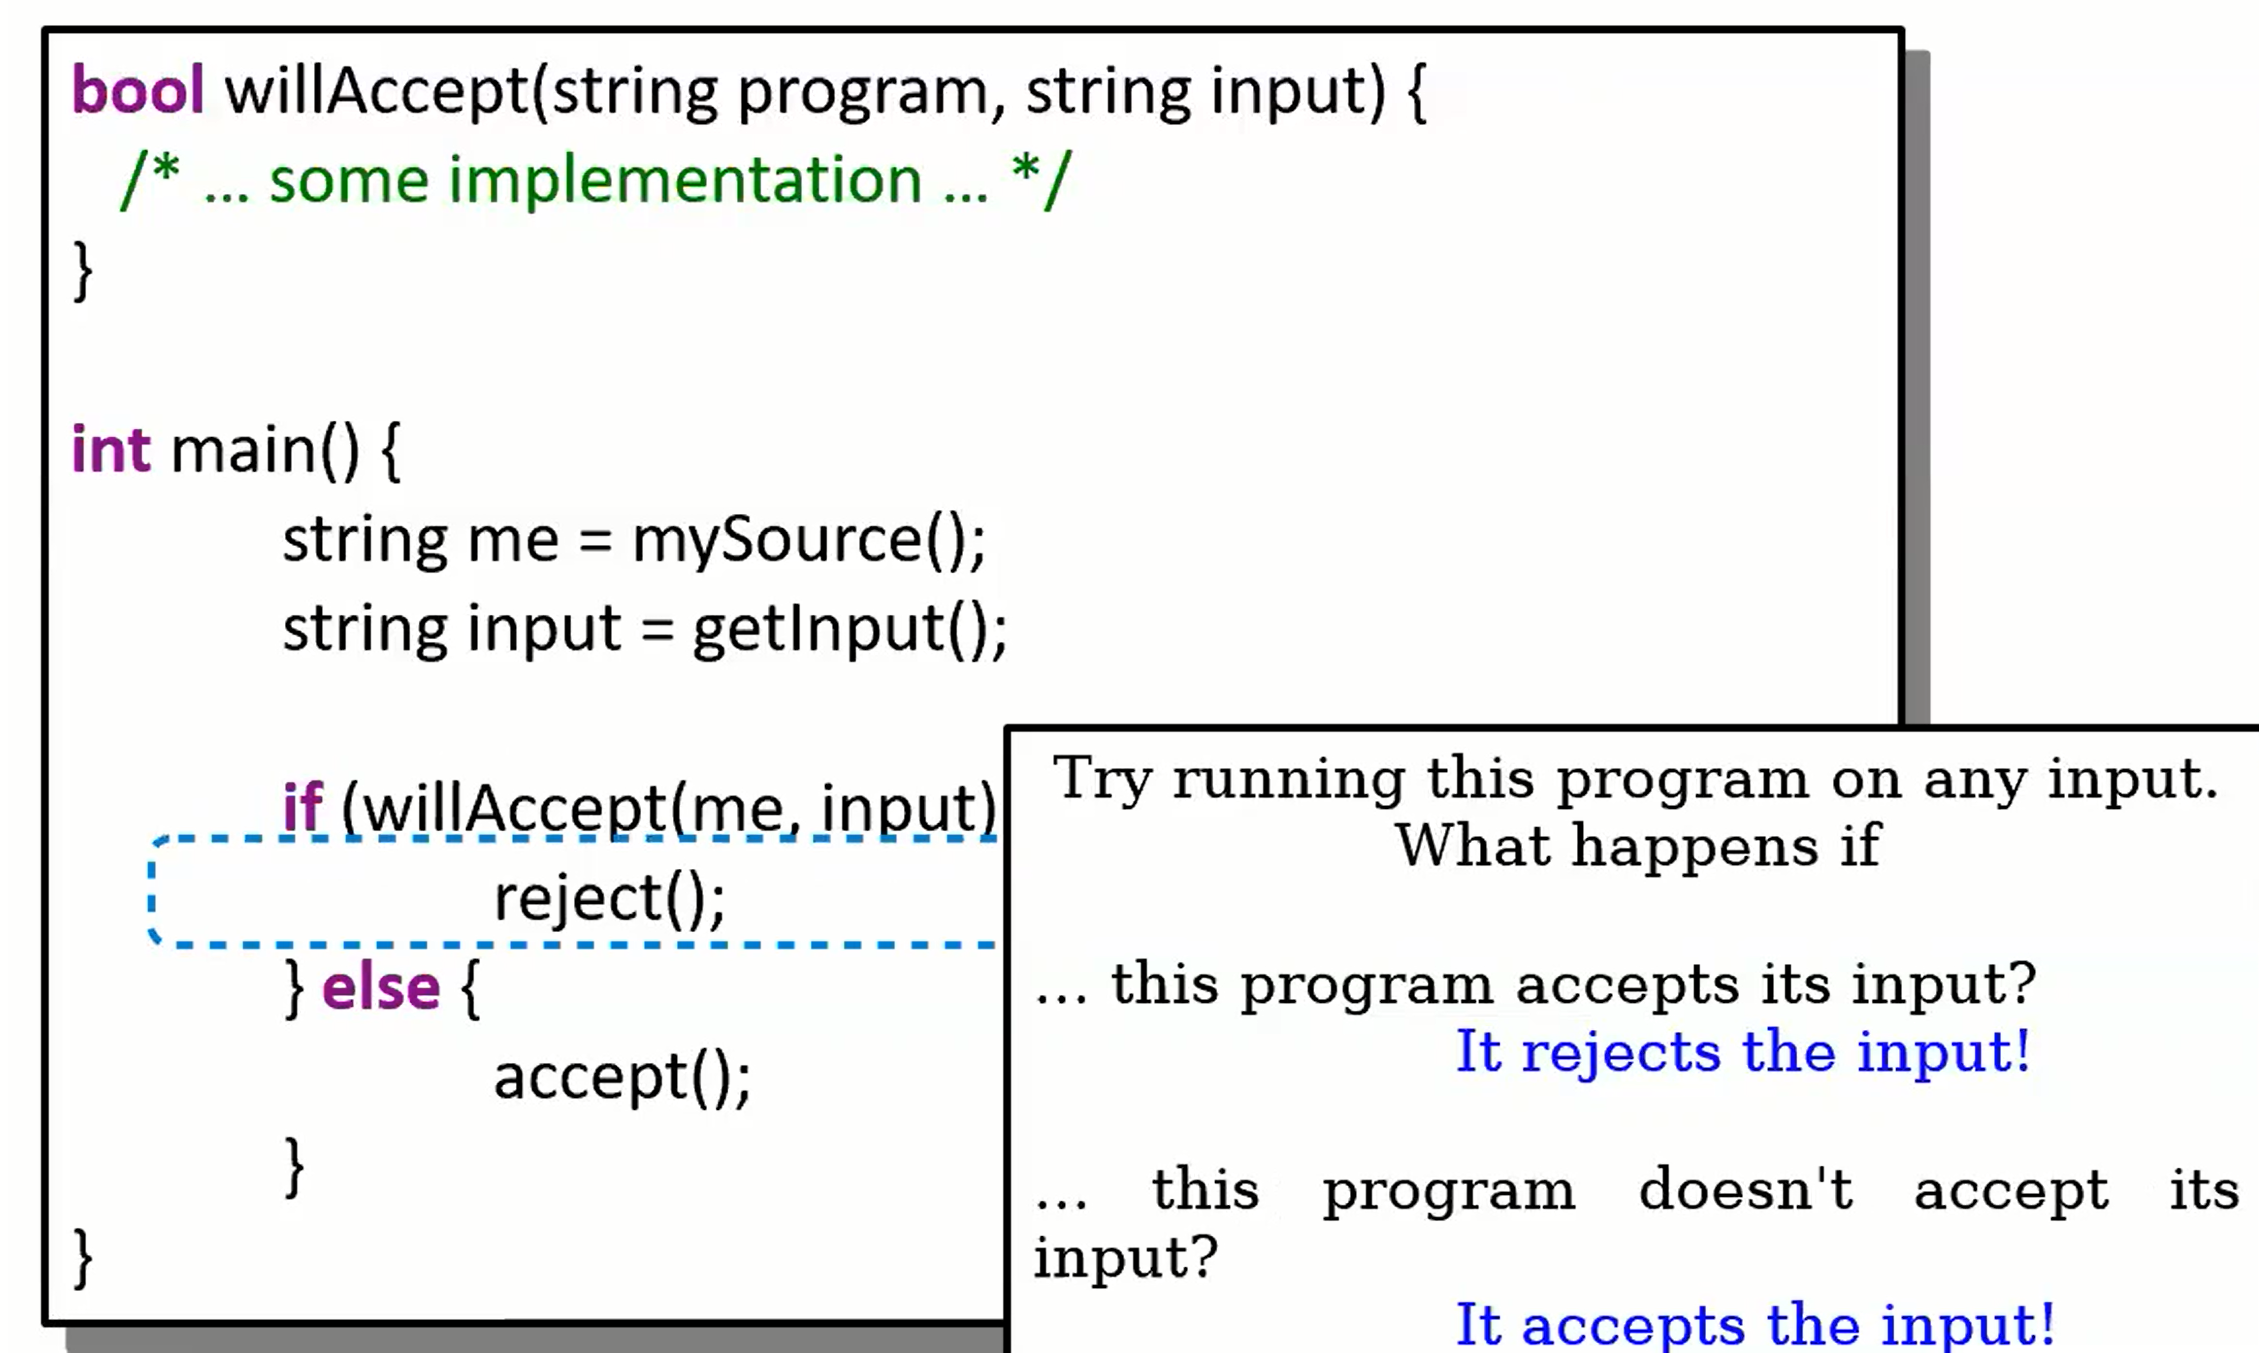 bool willAccept(string program, string input) {
/* ... some implementation ... */
}
int main() {
string me = mySource();
string input = getInput();
if (willAccept(me, input)
reject();
} else {
accept();
}
}
Try running this program on any input.
What happens if
... this program accepts its input?
It rejects the input!
... this program doesn't accept its
input?
It accepts the input!